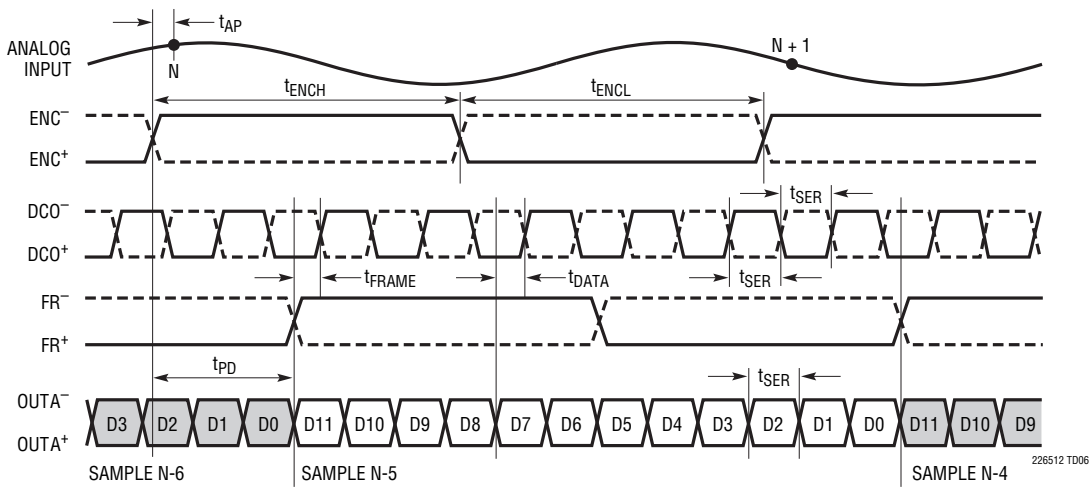 tAP
ANALOG
INPUT
N
N + 1
tENCH
tENCL
ENC–
ENC+
DCO–
DCO+
tSER
tFRAME
tDATA
tSER
FR–
FR+
tPD
tSER
OUTA–
OUTA+
D3 D2 D1 D0 D11 D10 D9 D8 D7 D6 D5 D4 D3 D2 D1 D0 D11 D10 D9
SAMPLE N-6
SAMPLE N-5
SAMPLE N-4
226512 TD06